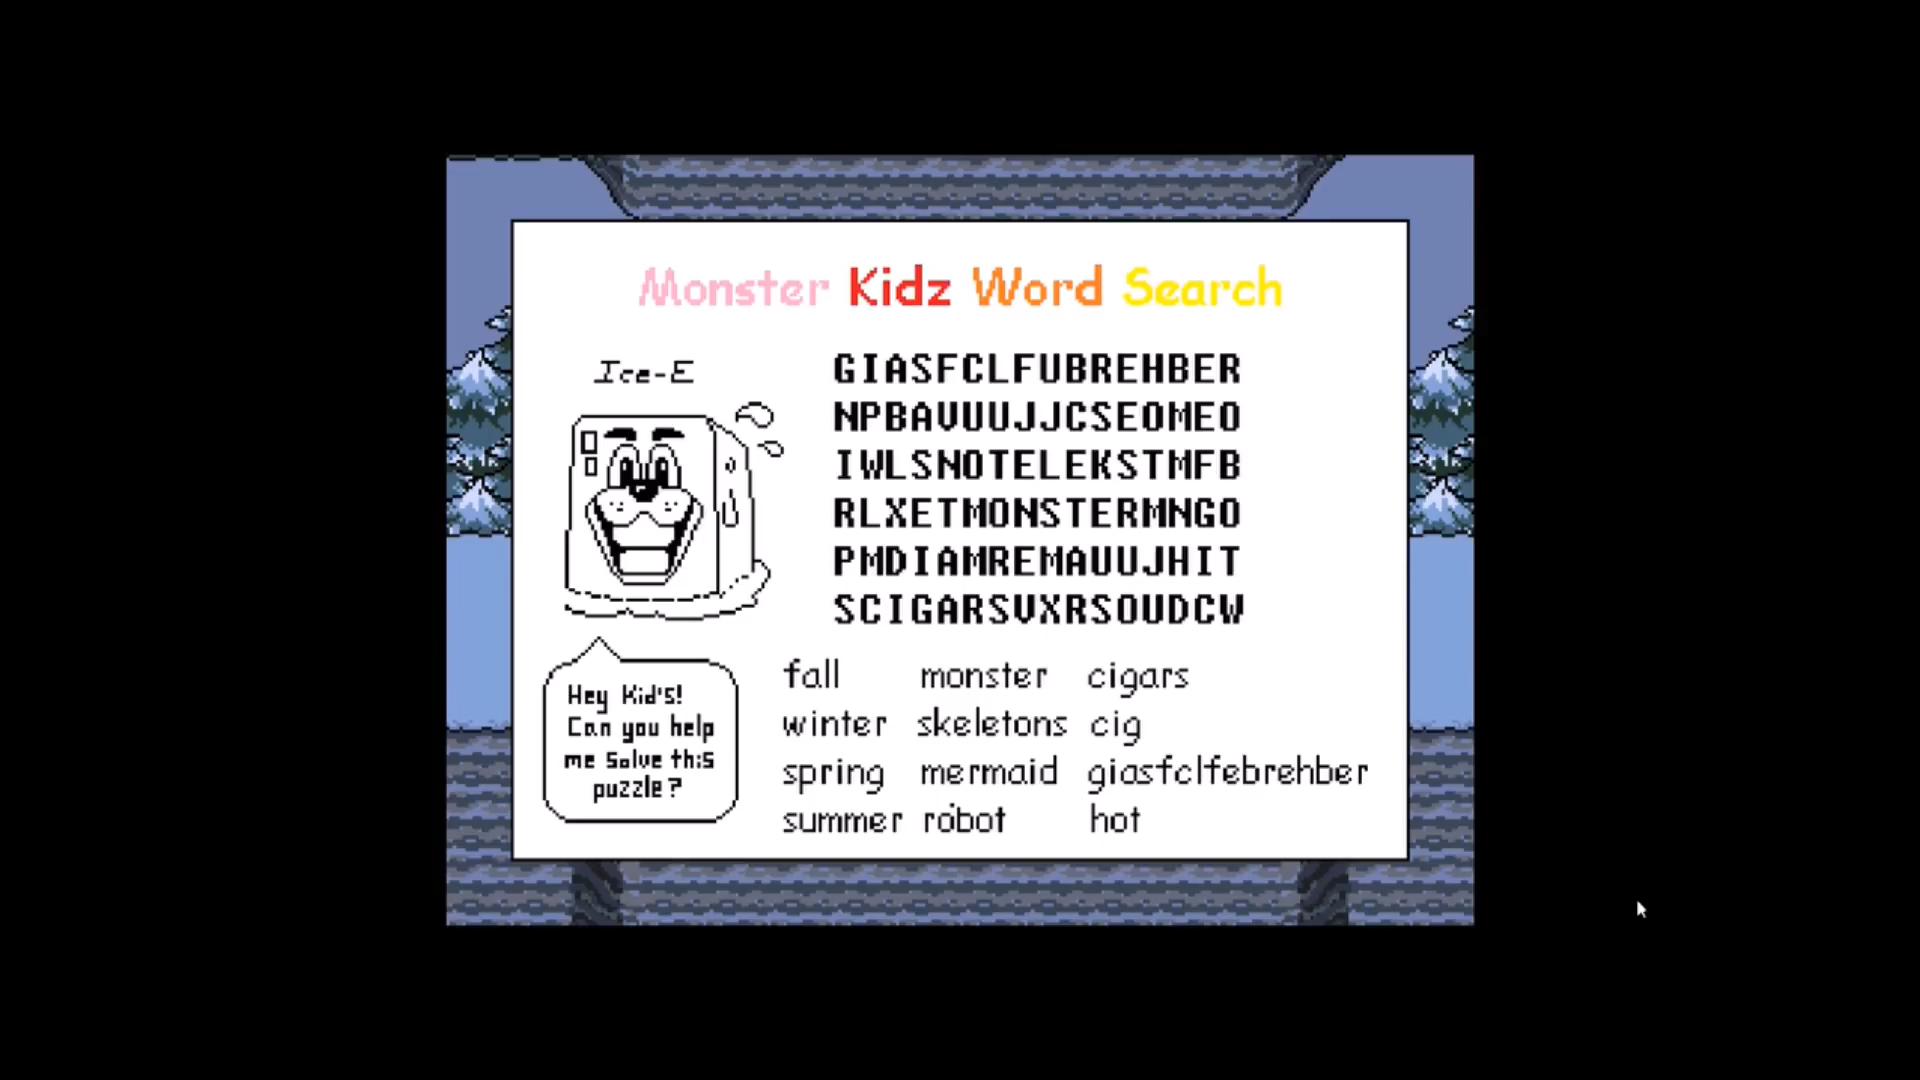 Monster Kidz Word Search
Ice-E
GIASFCLFUBREHBER
NPBAVUUJJCSEOMEO
IWLSNOTELEKSTMFB
RLXETMONSTERMNGO
PMDIAMREMAUUJHIT
SCIGARSVXRSOUDCW
Hey Kid's!
Can you help
me solve this
puzzle?
fall monster cigars
winter skeletons cig
spring mermaid giasfclfebrehber
summer robot hot